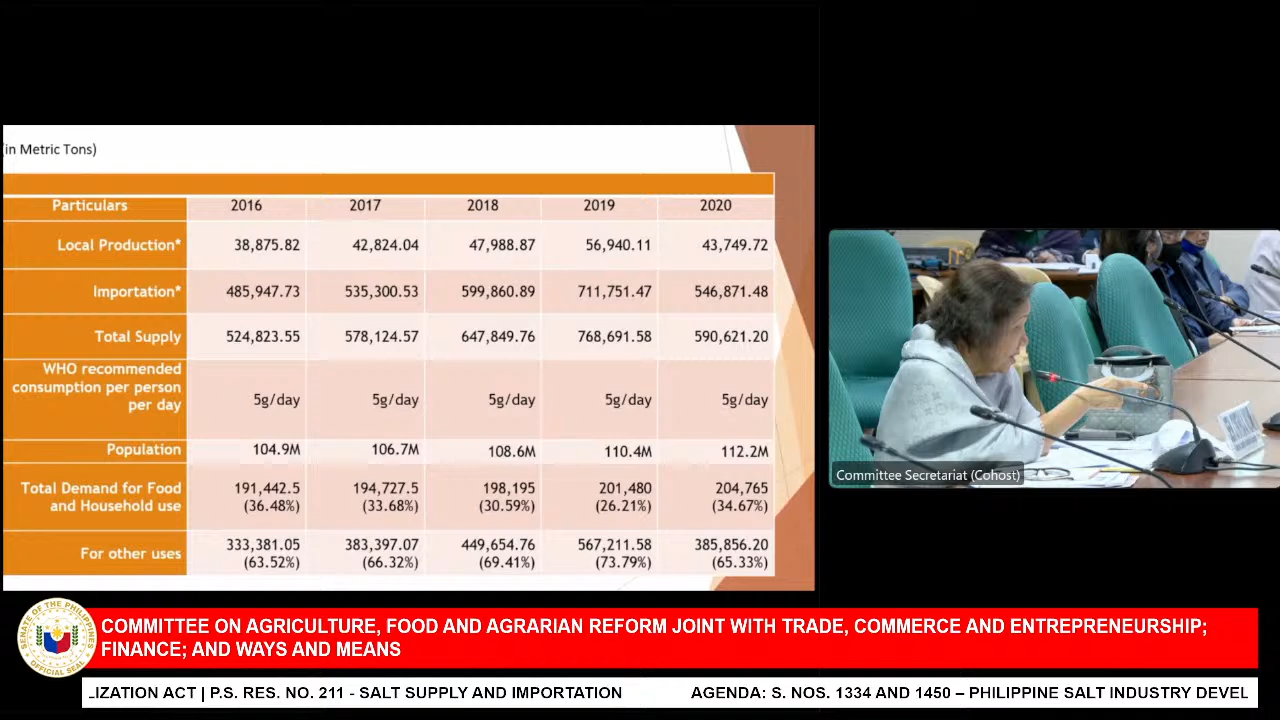 (in Metric Tons)
Particulars 2016 2017 2018 2019 2020
Local Production* 38,875.82 42,824.04 47,988.87 56,940.11 43,749.72
Importation* 485,947.73 535,300.53 599,860.89 711,751.47 546,871.48
Total Supply 524,823.55 578,124.57 647,849.76 768,691.58 590,621.20
WHO recommended
consumption per person
per day 5g/day 5g/day 5g/day 5g/day 5g/day
Population 104.9M 106.7M 108.6M 110.4M 112.2M
Total Demand for Food 191,442.5 194,727.5 198,195 201,480 204,765
and Household use (36.48%) (33.68%) (30.59%) (26.21%) (34.67%)
For other uses 333,381.05 383,397.07 449,654.76 567,211.58 385,856.20
(63.52%) (66.32%) (69.41%) (73.79%) (65.33%)
Committee Secretariat (Cohost)
SENATE OF THE PHILIPPINES
OFFICIAL SEAL
COMMITTEE ON AGRICULTURE, FOOD AND AGRARIAN REFORM JOINT WITH TRADE, COMMERCE AND ENTREPRENEURSHIP;
FINANCE; AND WAYS AND MEANS
LIZATION ACT | P.S. RES. NO. 211 - SALT SUPPLY AND IMPORTATION AGENDA: S. NOS. 1334 AND 1450 – PHILIPPINE SALT INDUSTRY DEVEL